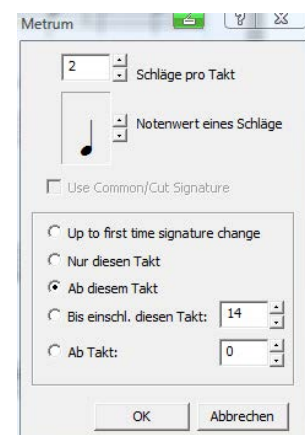 Metrum
2 Schläge pro Takt
Notenwert eines Schläge
Use Common/Cut Signature
Up to first time signature change
Nur diesen Takt
Ab diesem Takt
Bis einschl. diesen Takt: 14
Ab Takt: 0
OK Abbrechen